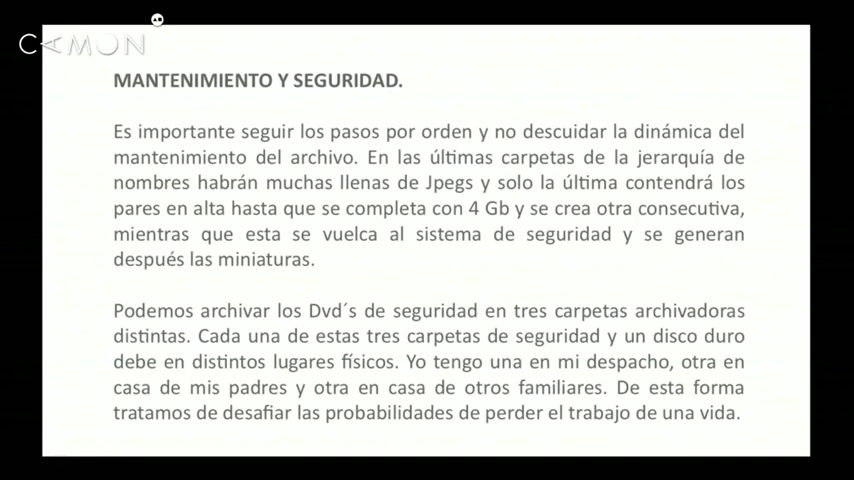 CAMON
MANTENIMIENTO Y SEGURIDAD.
Es importante seguir los pasos por orden y no descuidar la dinámica del
mantenimiento del archivo. En las últimas carpetas de la jerarquía de
nombres habrán muchas llenas de Jpegs y solo la última contendrá los
pares en alta hasta que se completa con 4 Gb y se crea otra consecutiva,
mientras que esta se vuelca al sistema de seguridad y se generan
después las miniaturas.
Podemos archivar los Dvd´s de seguridad en tres carpetas archivadoras
distintas. Cada una de estas tres carpetas de seguridad y un disco duro
debe en distintos lugares físicos. Yo tengo una en mi despacho, otra en
casa de mis padres y otra en casa de otros familiares. De esta forma
tratamos de desafiar las probabilidades de perder el trabajo de una vida.